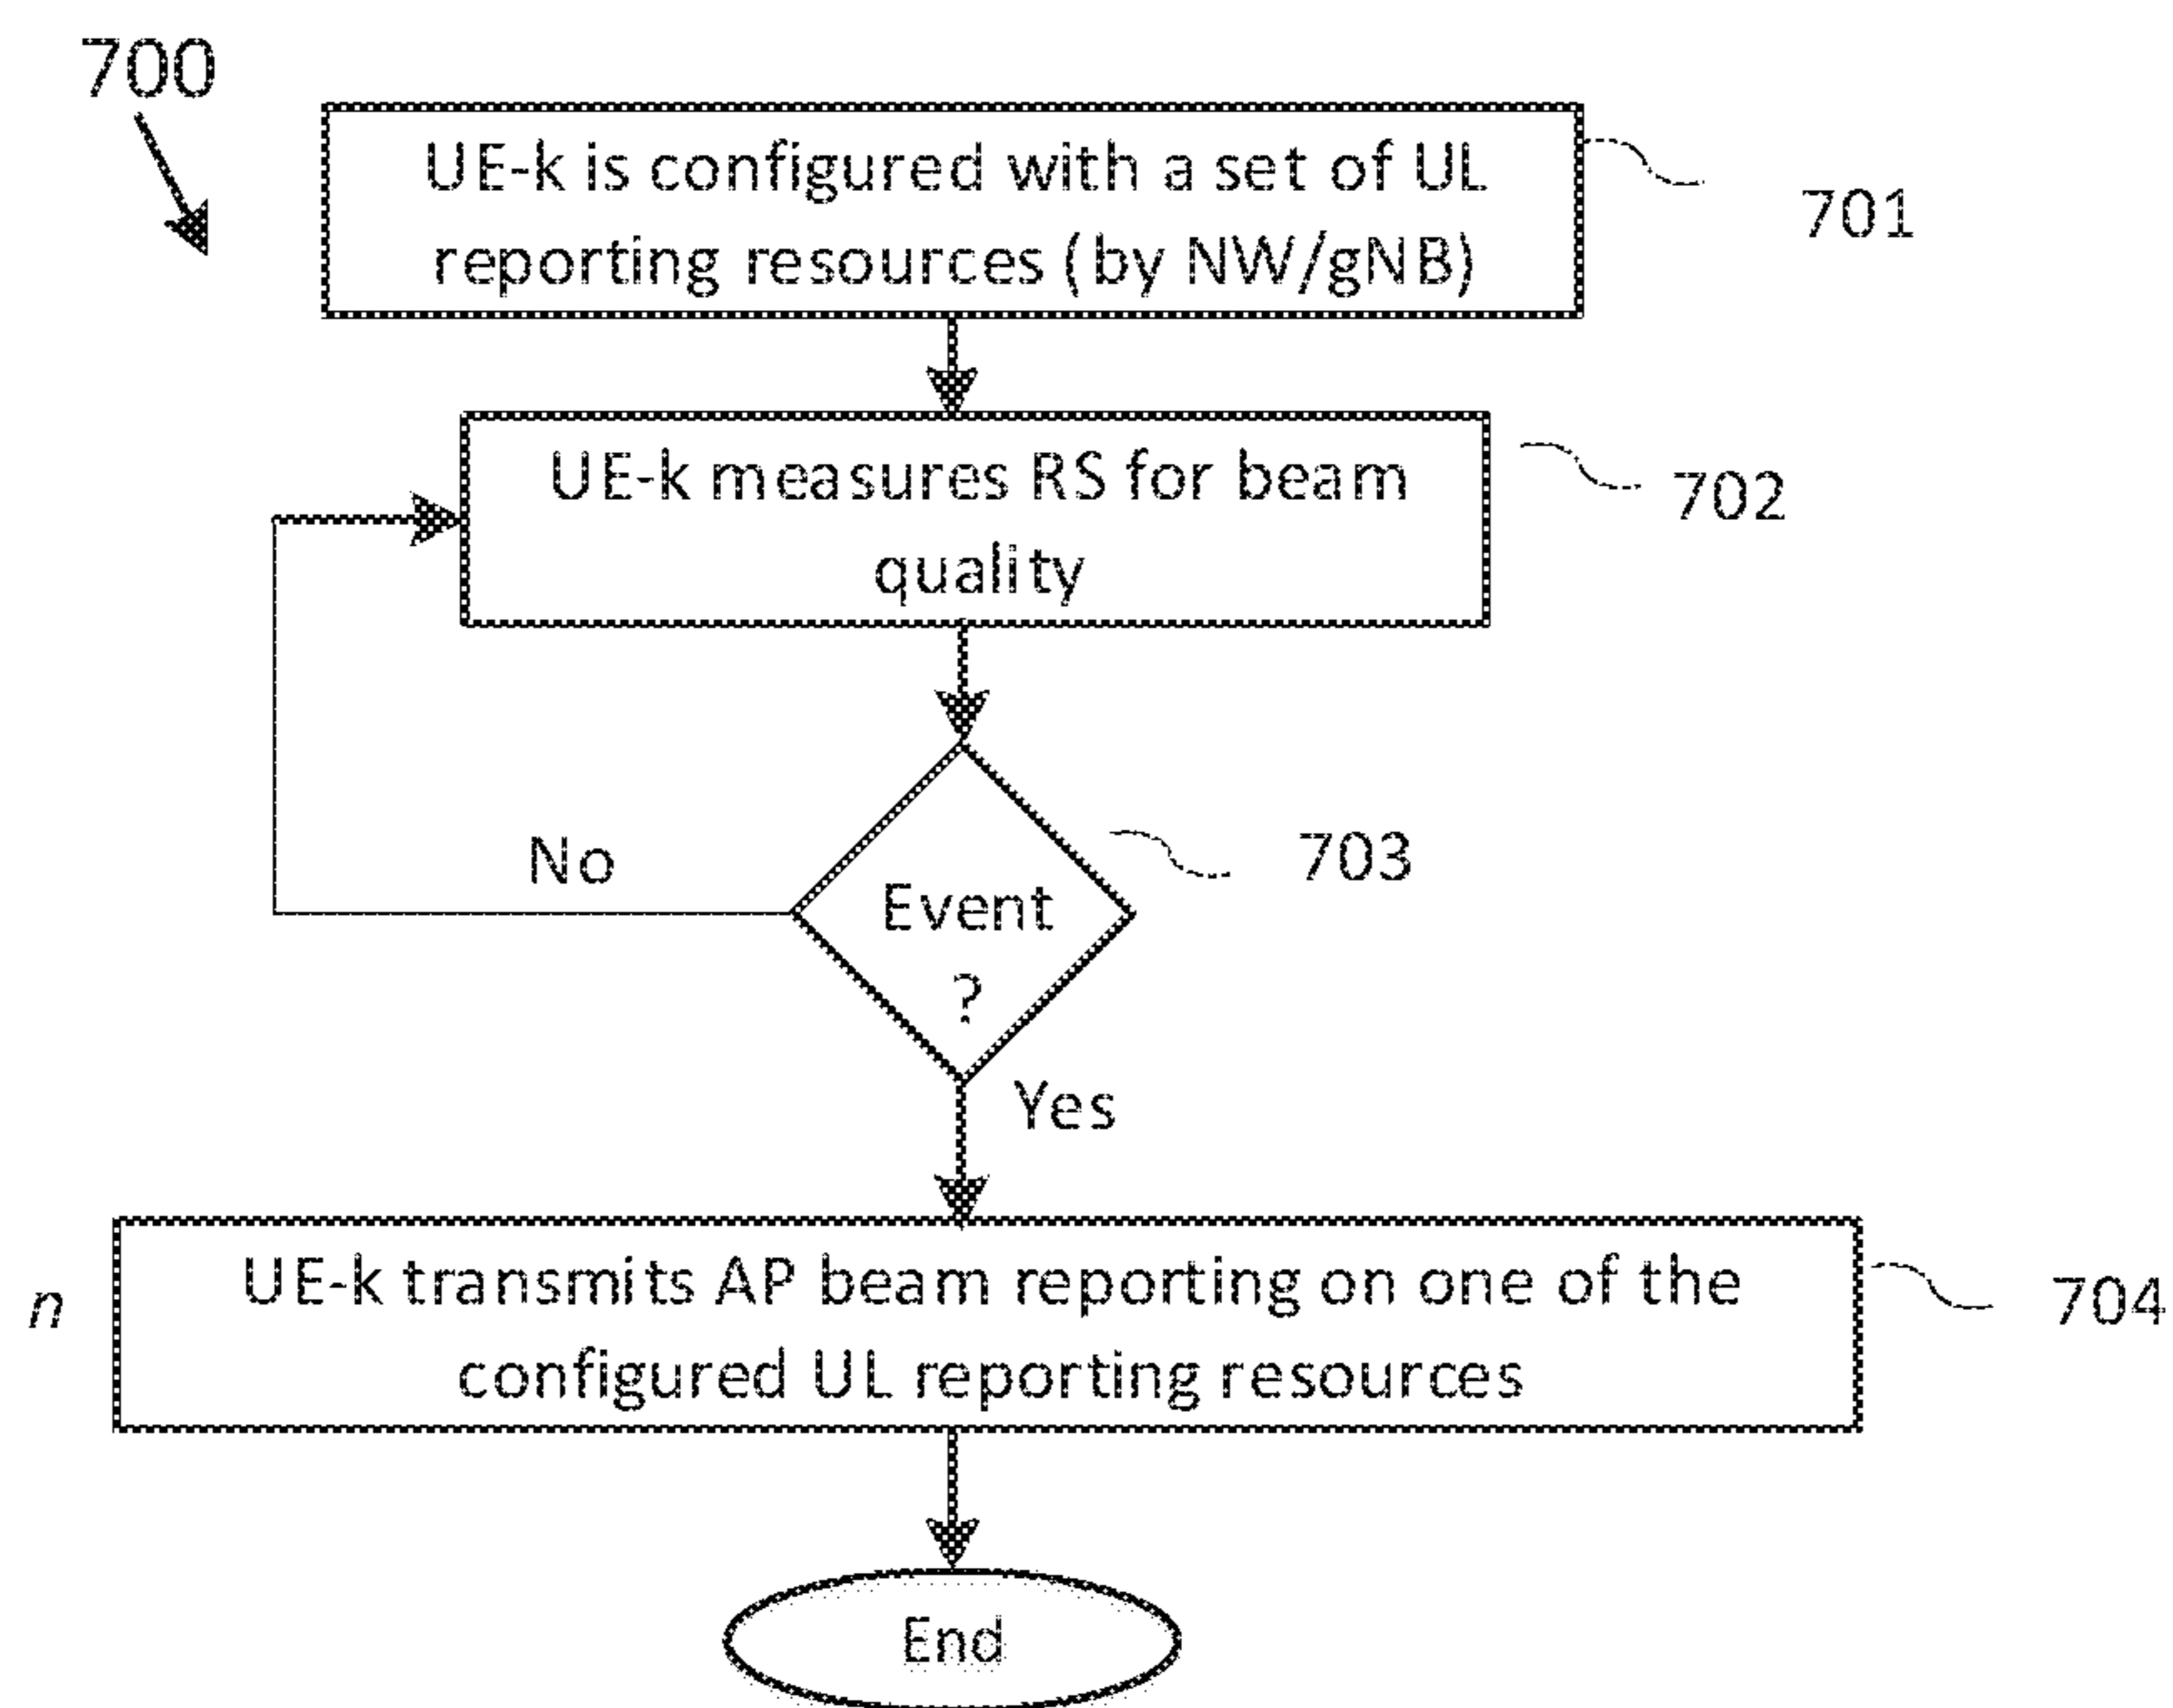 700
UE-k is configured with a set of UL
reporting resources (by NW/gNB)
701
UE-k measures RS for beam
quality
702
No
Event
?
703
Yes
n
UE-k transmits AP beam reporting on one of the
configured UL reporting resources
704
End